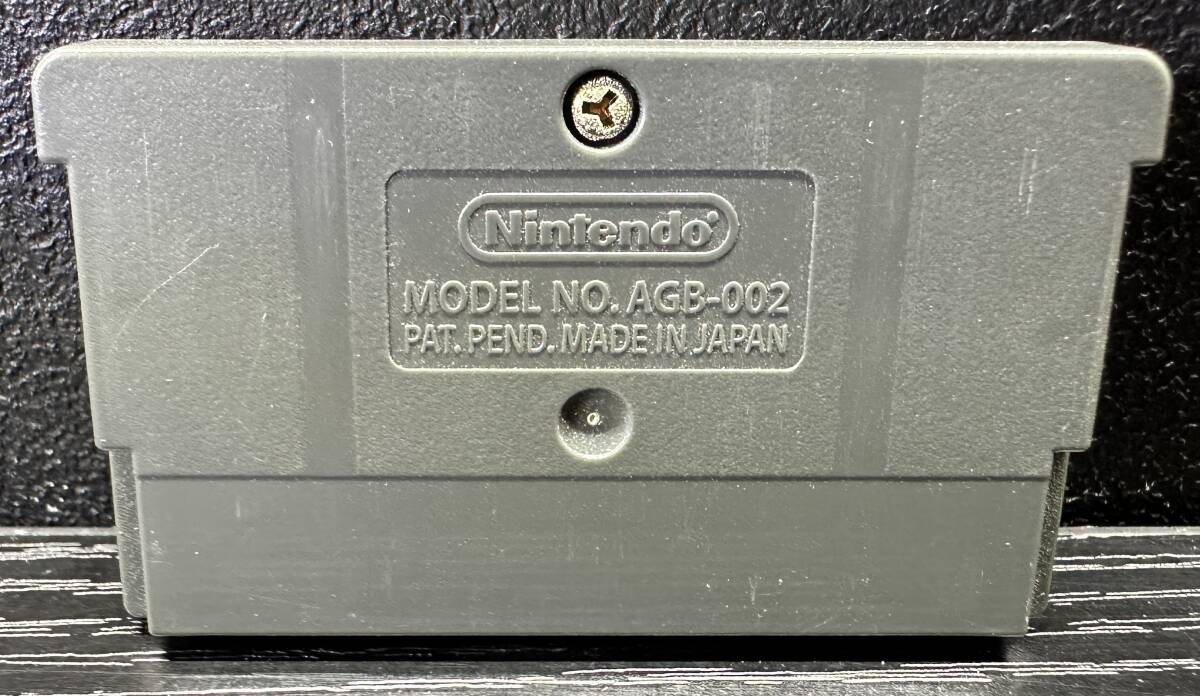 Nintendo
MODEL NO. AGB-002
PAT. PEND. MADE IN JAPAN